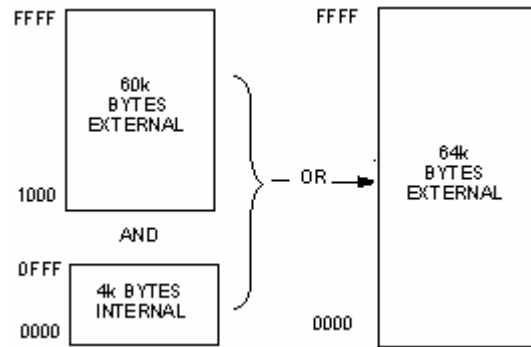 FFFF
60k
BYTES
EXTERNAL
1000
AND
0FFF
4k BYTES
INTERNAL
0000
OR
FFFF
64k
BYTES
EXTERNAL
0000